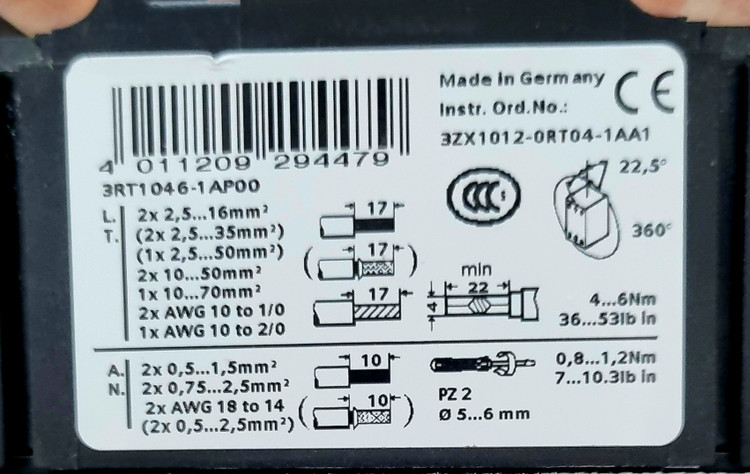 Made in Germany
CE
Instr. Ord.No.:
3ZX1012-0RT04-1AA1
4 011209 294479
3RT1046-1AP00
CCC S
22,5°
360°
L. 2x 2,5...16mm² 17
T. (2x 2,5...35mm²)
(1x 2,5...50mm²) ( 17 )
2x 10...50mm²
1x 10...70mm² 17
2x AWG 10 to 1/0
1x AWG 10 to 2/0
min
22
4
4...6Nm
36...53lb in
A. 2x 0,5...1,5mm² 10
N. 2x 0,75...2,5mm²
2x AWG 18 to 14
(2x 0,5...2,5mm²) ( 10 )
0,8...1,2Nm
7...10.3lb in
PZ 2
Ø 5...6 mm